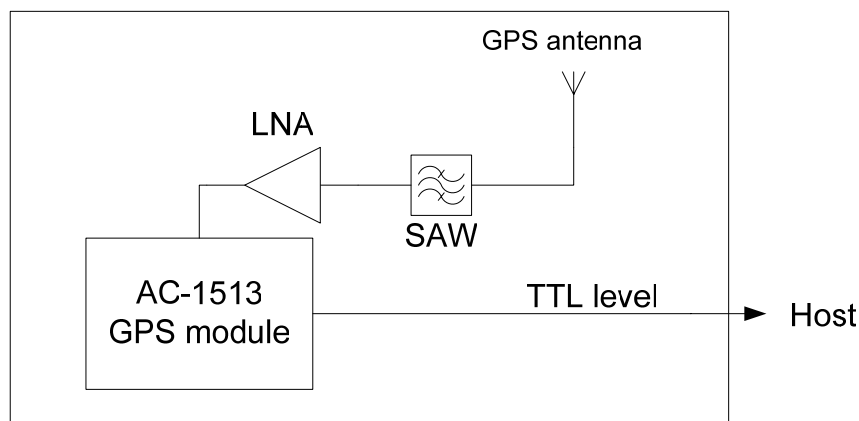 GPS antenna
LNA
SAW
AC-1513
GPS module
TTL level
Host